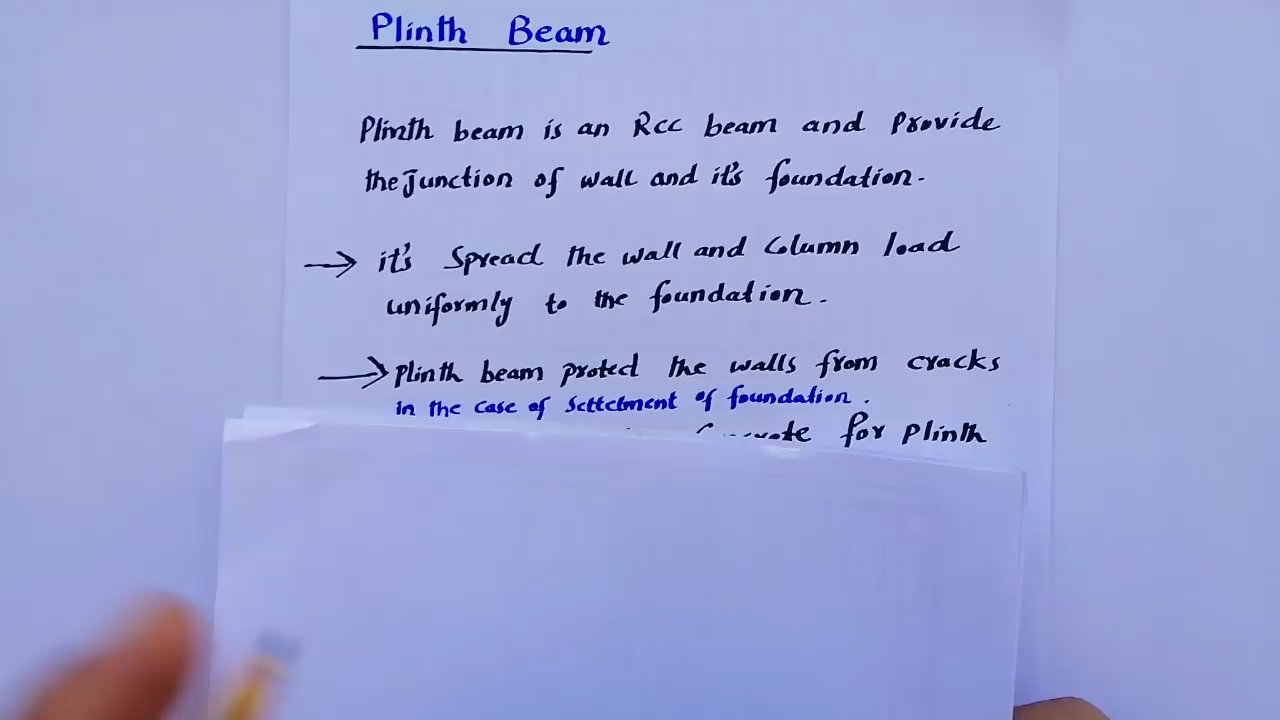 Plinth Beam
Plinth beam is an Rcc beam and Provide
the Junction of wall and it's foundation.
→ it's Spread the wall and Column load
uniformly to the foundation.
→ Plinth beam proted the walls from cracks
in the case of Settelment of foundation.
for Plinth